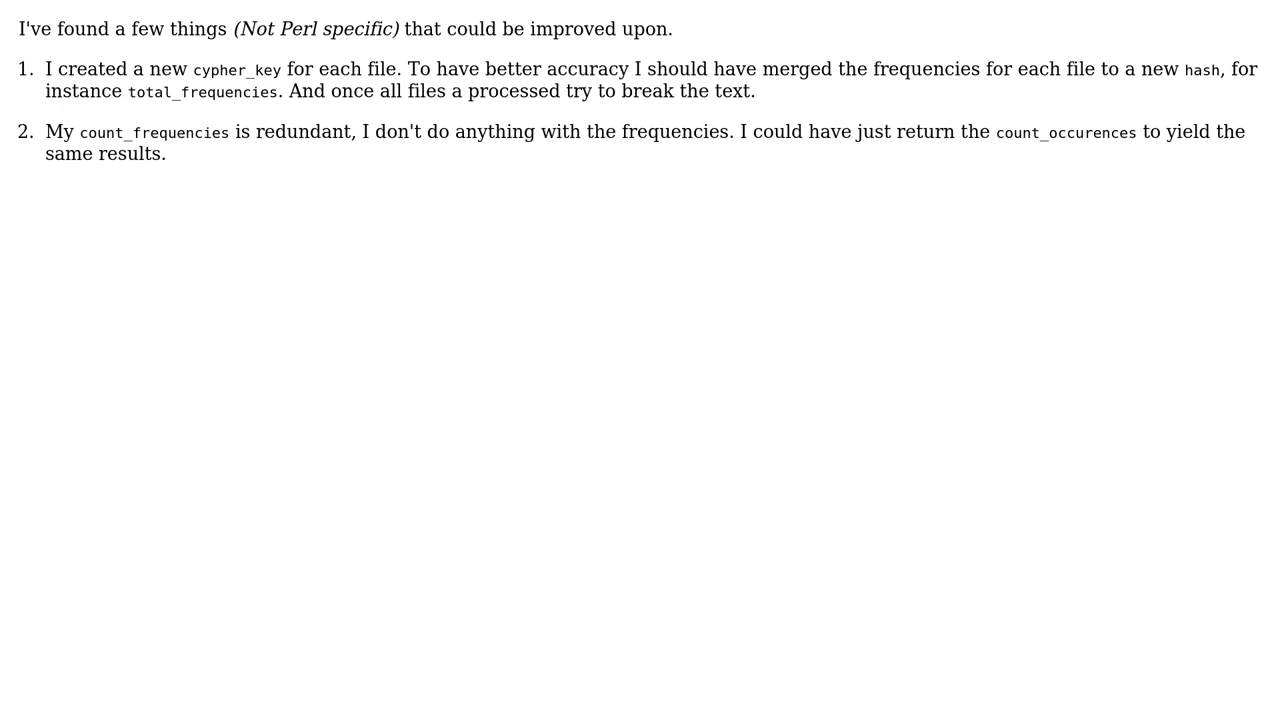 I've found a few things (Not Perl specific) that could be improved upon.
1. I created a new cypher_key for each file. To have better accuracy I should have merged the frequencies for each file to a new hash, for
instance total_frequencies. And once all files a processed try to break the text.
2. My count_frequencies is redundant, I don't do anything with the frequencies. I could have just return the count_occurences to yield the
same results.